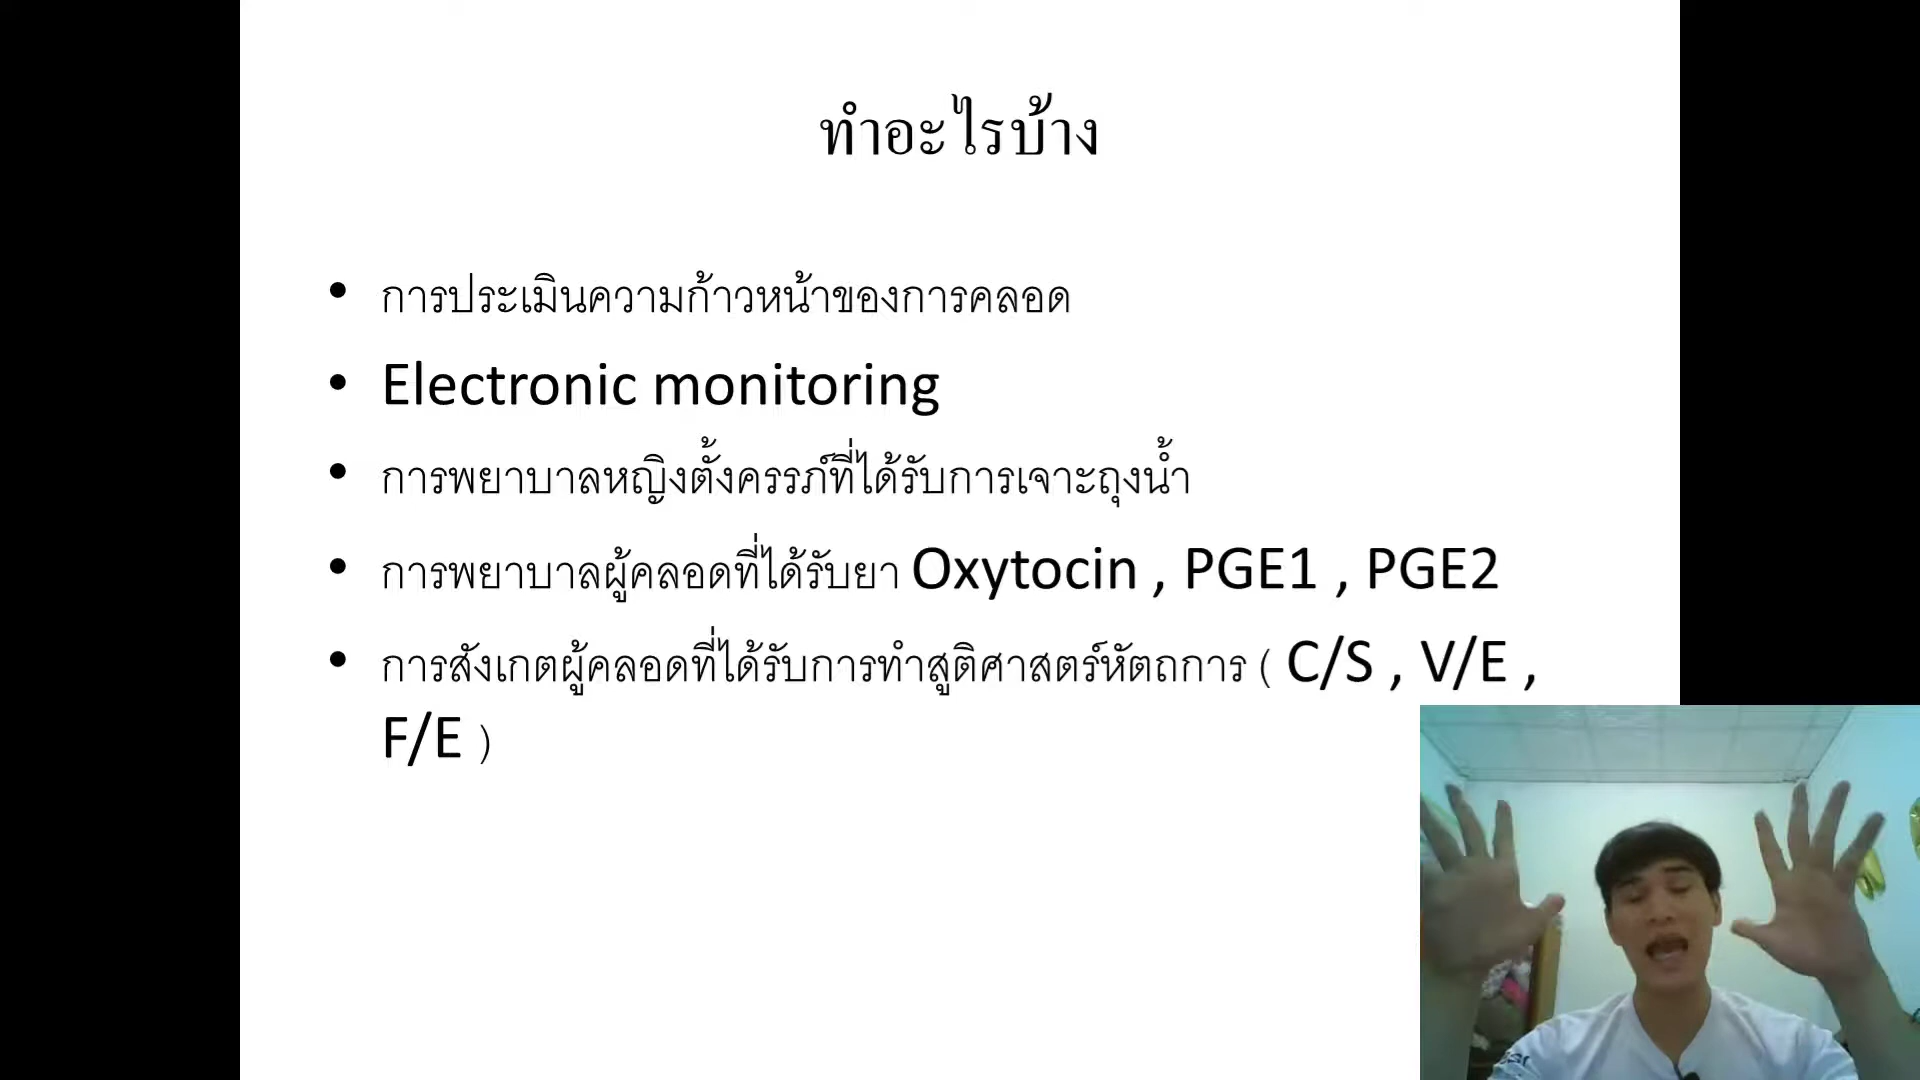 ทำอะไรบ้าง
• การประเมินความก้าวหน้าของการคลอด
• Electronic monitoring
• การพยาบาลหญิงตั้งครรภ์ที่ได้รับการเจาะถุงน้ำ
• การพยาบาลผู้คลอดที่ได้รับยา Oxytocin , PGE1 , PGE2
• การสังเกตผู้คลอดที่ได้รับการทำสูติศาสตร์หัตถการ ( C/S , V/E ,
F/E )